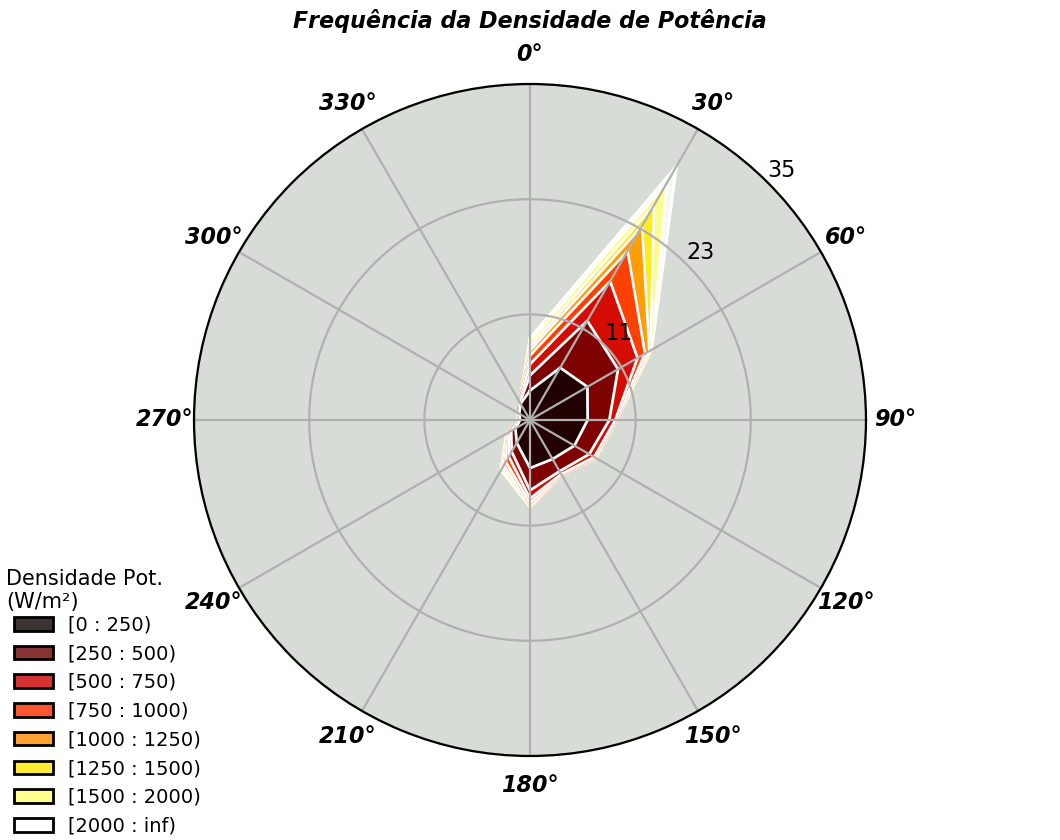 Frequência da Densidade de Potência
0°
330°
30°
35
300°
60°
23
11
270°
90°
240°
120°
210°
150°
180°
Densidade Pot.
(W/m²)
[0 : 250)
[250 : 500)
[500 : 750)
[750 : 1000)
[1000 : 1250)
[1250 : 1500)
[1500 : 2000)
[2000 : inf)